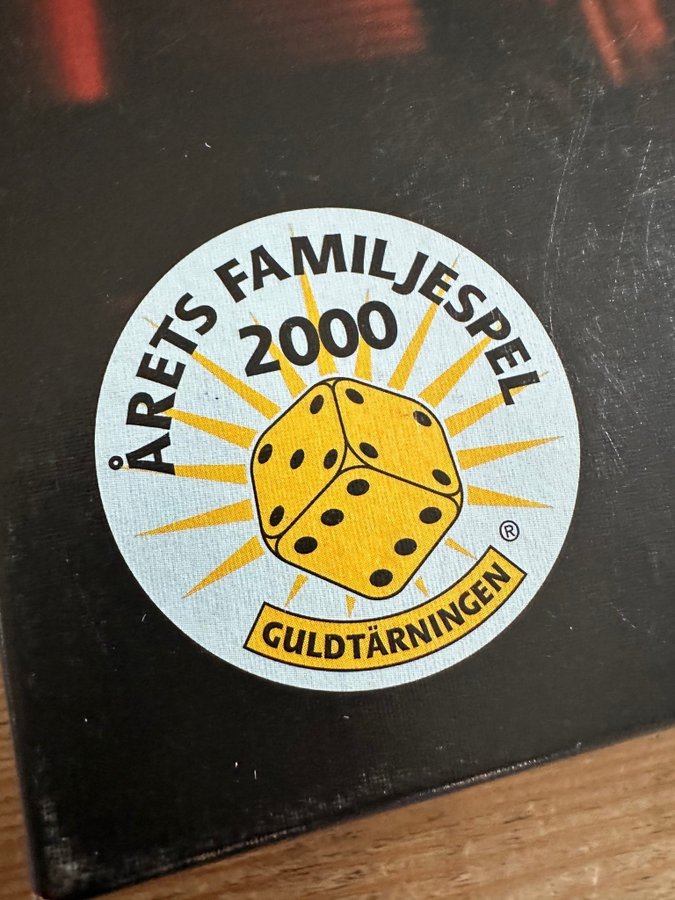 ÅRETS FAMILJESPEL
2000
®
GULDTÄRNINGEN